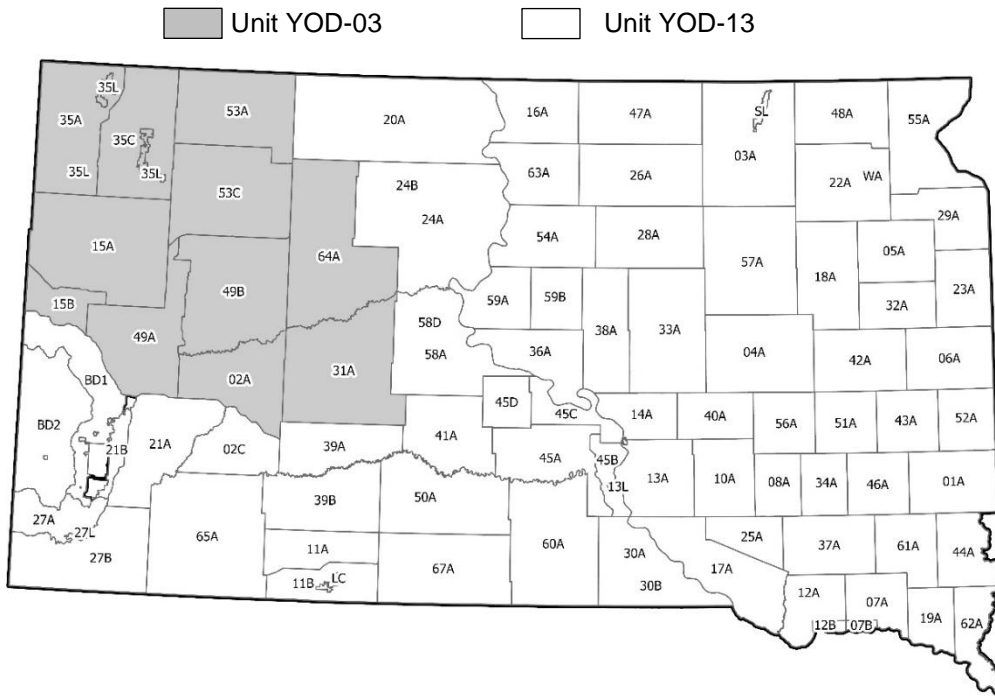 Unit YOD-03 Unit YOD-13
35L
35A 53A 20A 16A 47A SL 48A 55A
35C
03A
35L 35L 63A 26A 22A WA
53C 24B
24A 29A
15A 64A 54A 28A 57A 05A
49B 18A
15B 59A 59B 32A 23A
49A 58D 38A 33A
58A 36A 04A 42A 06A
BD1 02A 31A
45D 45C 14A 40A 56A 51A 43A 52A
BD2 21A 21B 02C 39A 41A
45A 45B 13A 10A 08A 34A 46A 01A
13L
39B 50A
27A 65A 60A
27L 27B 11A 30A 25A 37A 61A 44A
11B LC 67A 30B 17A
12A 07A 19A 62A
12B 07B